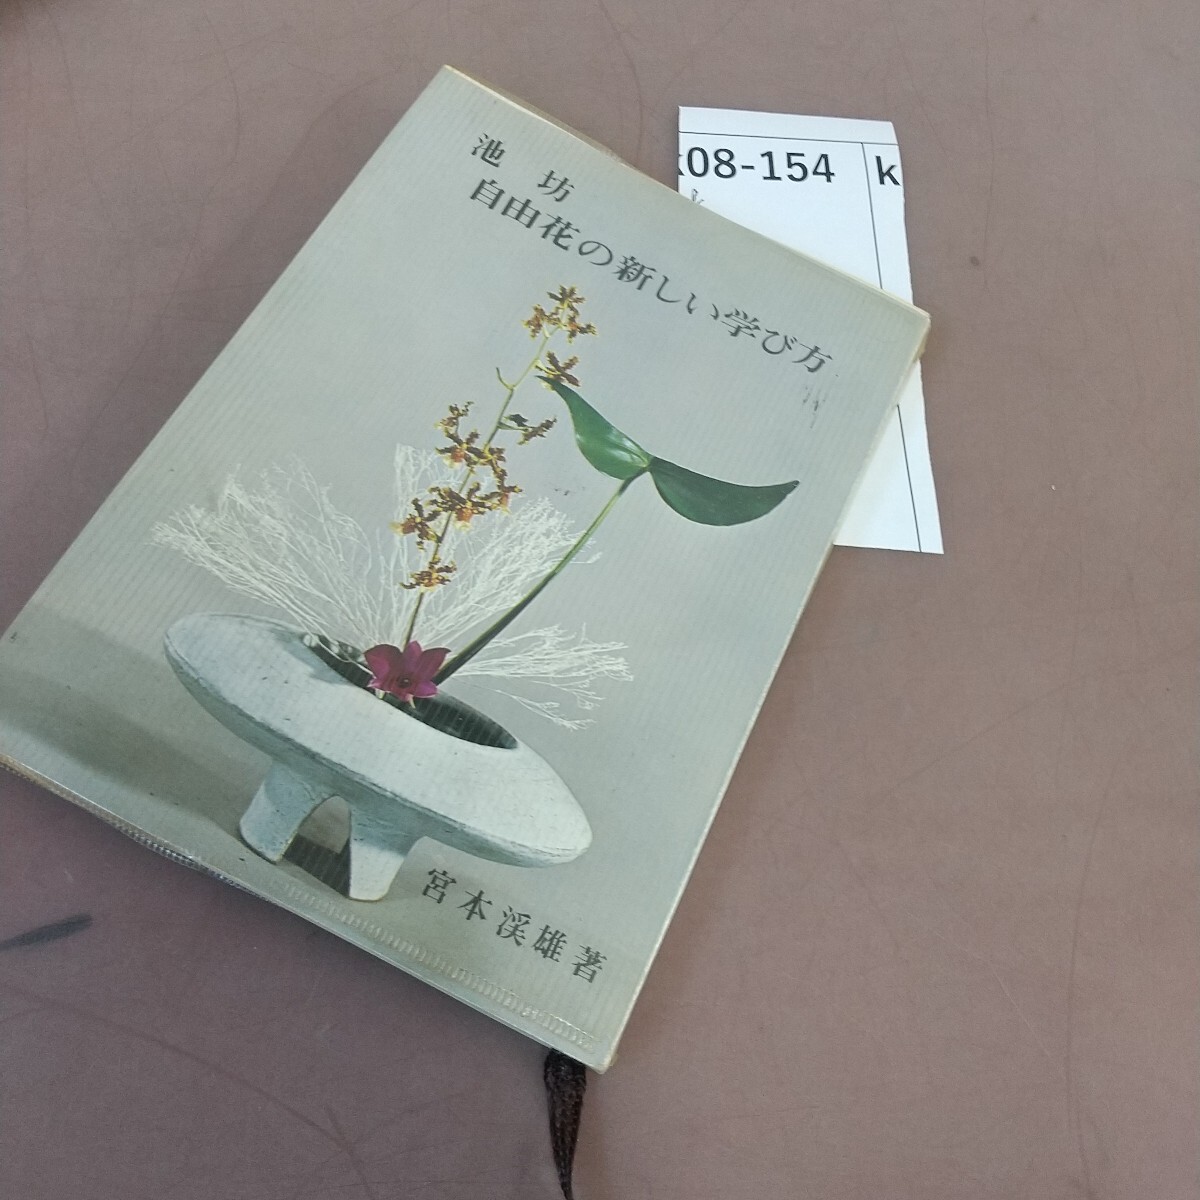 池坊
自由花の新しい学び方
宮本渓雄著
08-154
k